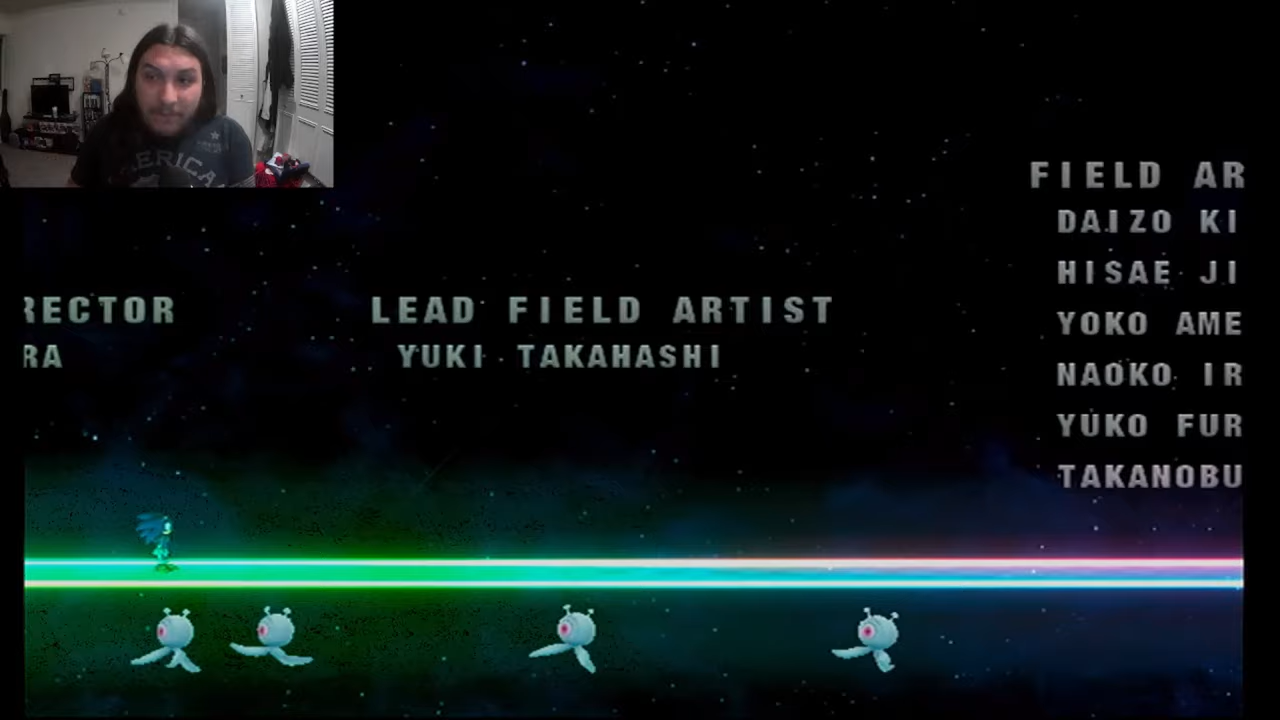 ERICA
RECTOR
RA
LEAD FIELD ARTIST
YUKI TAKAHASHI
FIELD AR
DAIZO KI
HISAE JI
YOKO AME
NAOKO IR
YUKO FUR
TAKANOBU